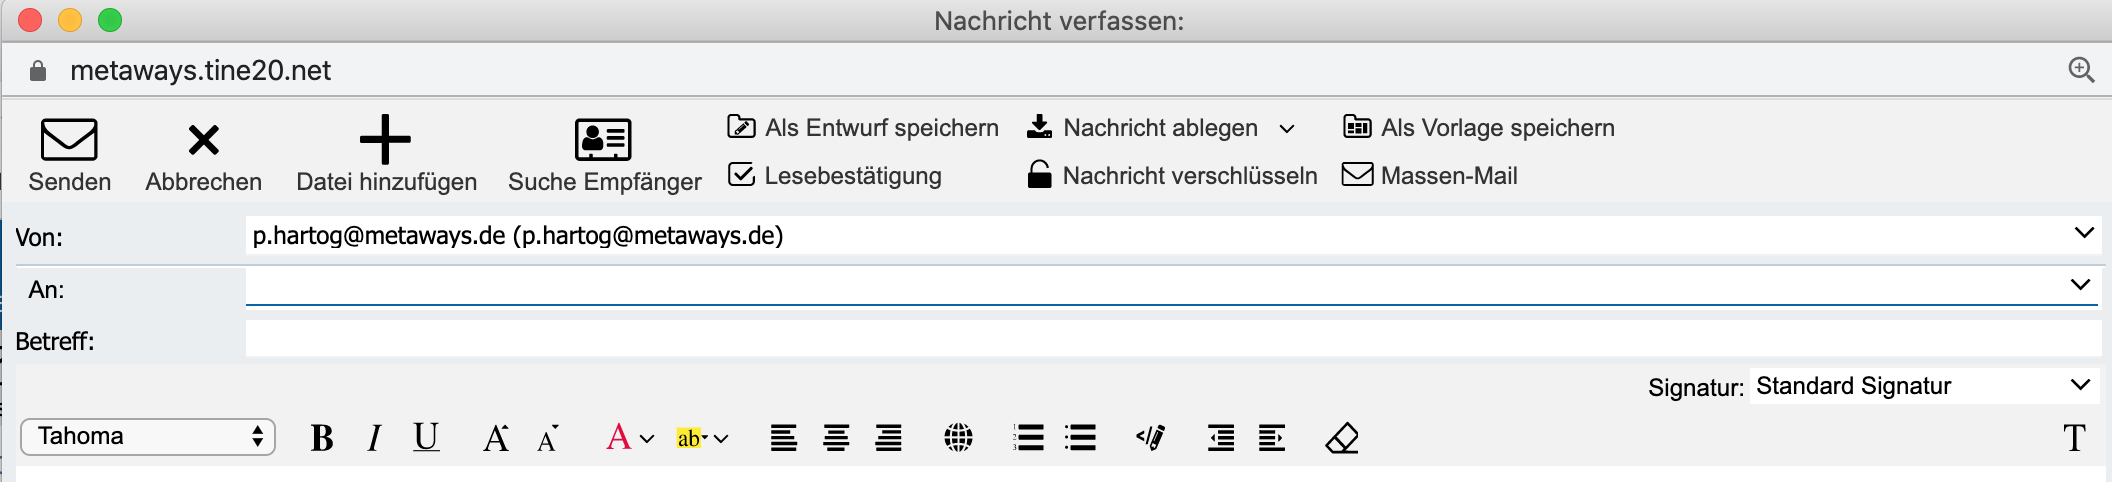 Nachricht verfassen:
metaways.tine20.net
Senden
Abbrechen
Datei hinzufügen
Suche Empfänger
Als Entwurf speichern
Nachricht ablegen
Als Vorlage speichern
Lesebestätigung
Nachricht verschlüsseln
Massen-Mail
Von: p.hartog@metaways.de (p.hartog@metaways.de)
An:
Betreff:
Signatur: Standard Signatur
Tahoma B I U A A A ab T